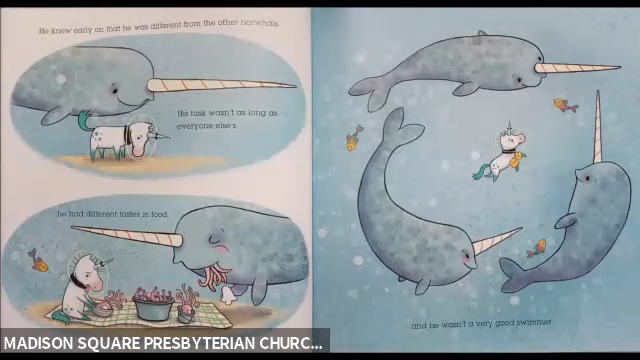 He knew early on that he was different from the other narwhals.
His tusk wasn't as long as
everyone else's,
he had different tastes in food,
and he wasn't a very good swimmer.
MADISON SQUARE PRESBYTERIAN CHURC...